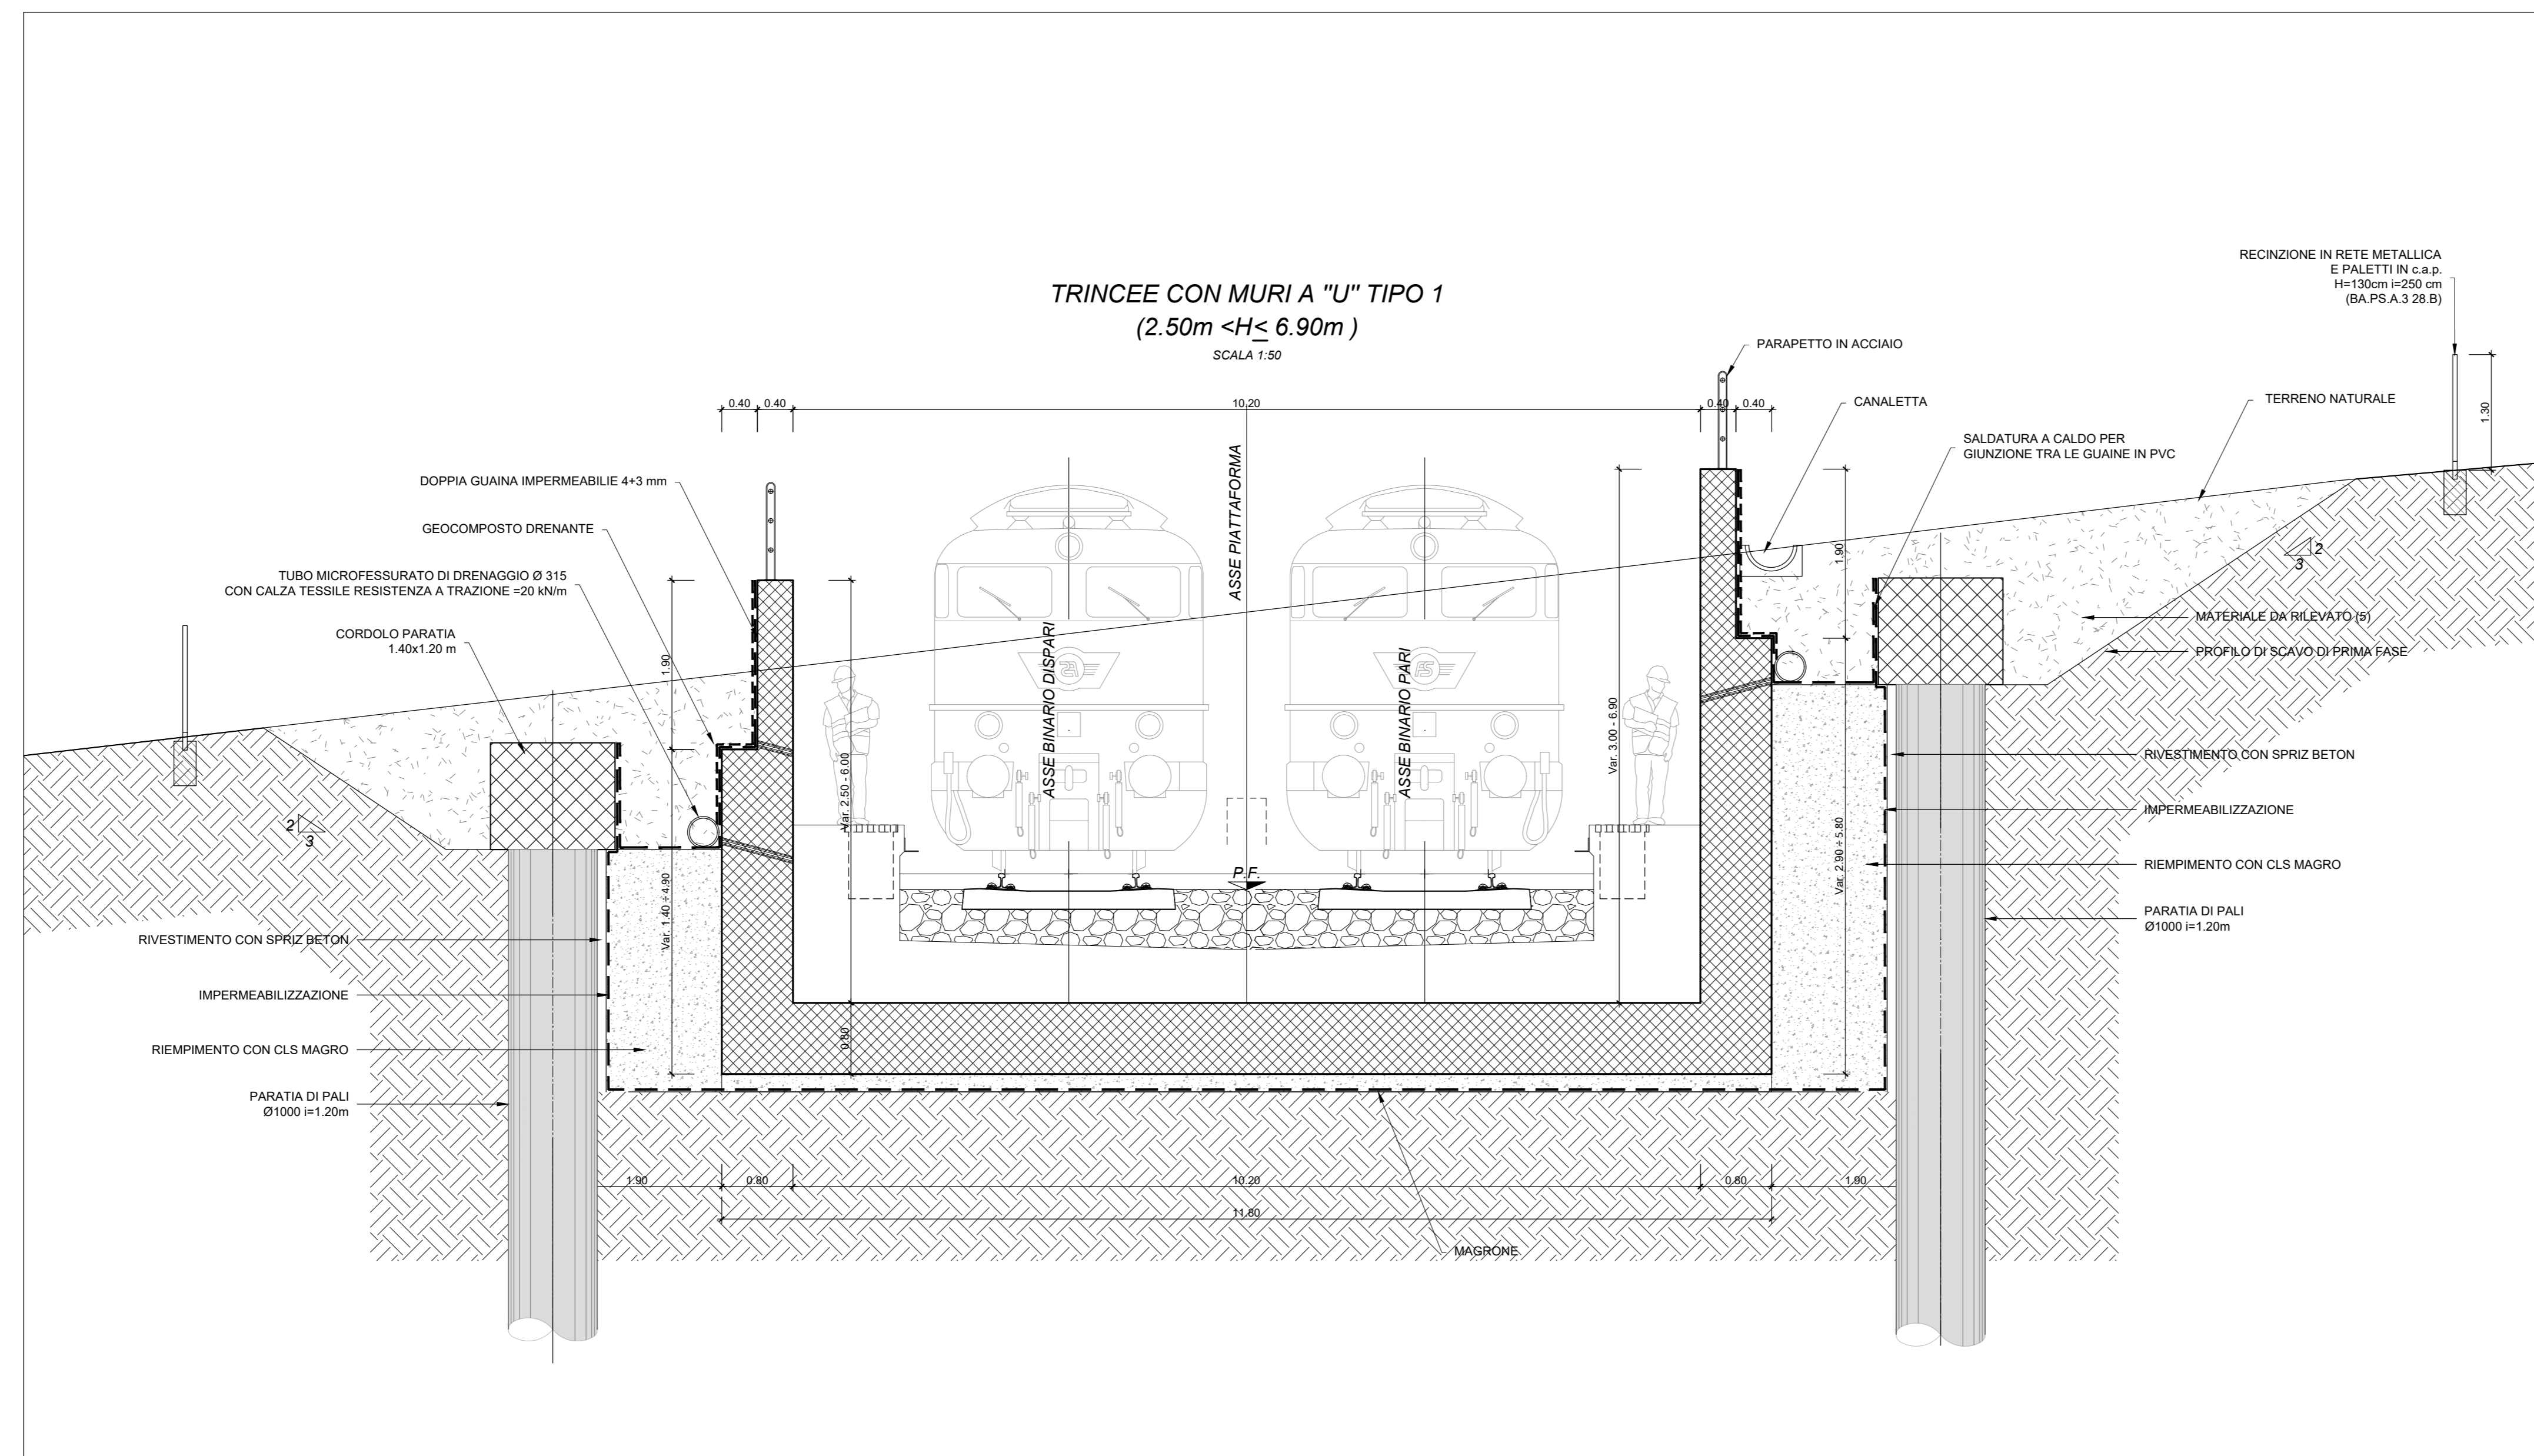 TRINCEE CON MURI A "U" TIPO 1
(2.50m <H≤ 6.90m )
SCALA 1:50
RECINZIONE IN RETE METALLICA
E PALETTI IN c.a.p.
H=130cm i=250 cm
(BA.PS.A.3 28.B)
PARAPETTO IN ACCIAIO
CANALETTA
TERRENO NATURALE
SALDATURA A CALDO PER
GIUNZIONE TRA LE GUAINE IN PVC
0.40
0.40
10.20
0.40
0.40
1.30
DOPPIA GUAINA IMPERMEABILIE 4+3 mm
GEOCOMPOSTO DRENANTE
TUBO MICROFESSURATO DI DRENAGGIO Ø 315
CON CALZA TESSILE RESISTENZA A TRAZIONE =20 kN/m
CORDOLO PARATIA
1.40x1.20 m
ASSE PIATTAFORMA
ASSE BINARIO DISPARI
ASSE BINARIO PARI
FS
FS
1.90
1.90
2
3
2
3
MATERIALE DA RILEVATO (5)
PROFILO DI SCAVO DI PRIMA FASE
Var. 2.50 - 6.00
Var. 3.00 - 6.90
Var. 1.40 ÷ 4.90
Var. 2.90 ÷ 5.80
P.F.
0.80
RIVESTIMENTO CON SPRIZ BETON
IMPERMEABILIZZAZIONE
RIEMPIMENTO CON CLS MAGRO
PARATIA DI PALI
Ø1000 i=1.20m
RIVESTIMENTO CON SPRIZ BETON
IMPERMEABILIZZAZIONE
RIEMPIMENTO CON CLS MAGRO
PARATIA DI PALI
Ø1000 i=1.20m
1.90
0.80
10.20
0.80
1.90
11.80
MAGRONE